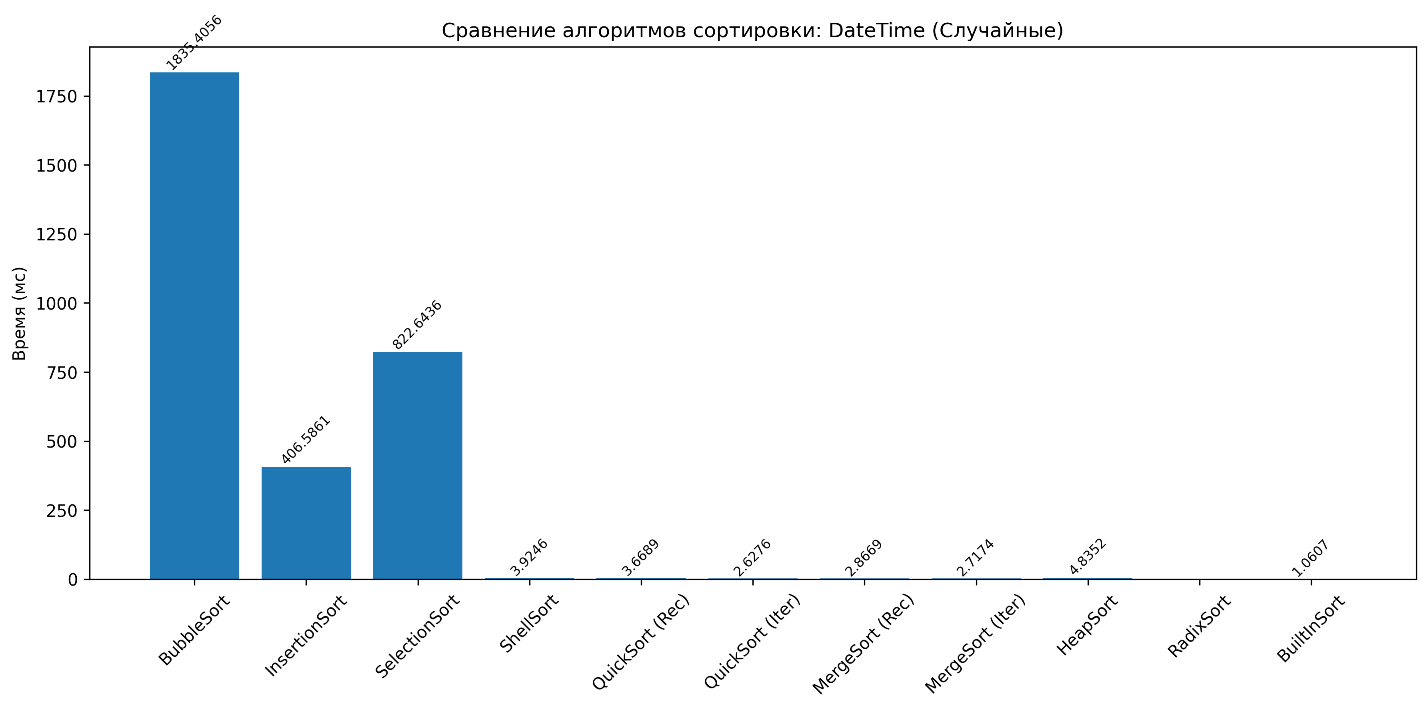 Сравнение алгоритмов сортировки: DateTime (Случайные)
Время (мс)
1750
1500
1250
1000
750
500
250
0
1835.4056
406.5861
822.6436
3.9246
3.6689
2.6276
2.8669
2.7174
4.8352
1.0607
BubbleSort
InsertionSort
SelectionSort
ShellSort
QuickSort (Rec)
QuickSort (Iter)
MergeSort (Rec)
MergeSort (Iter)
HeapSort
RadixSort
BuiltInSort